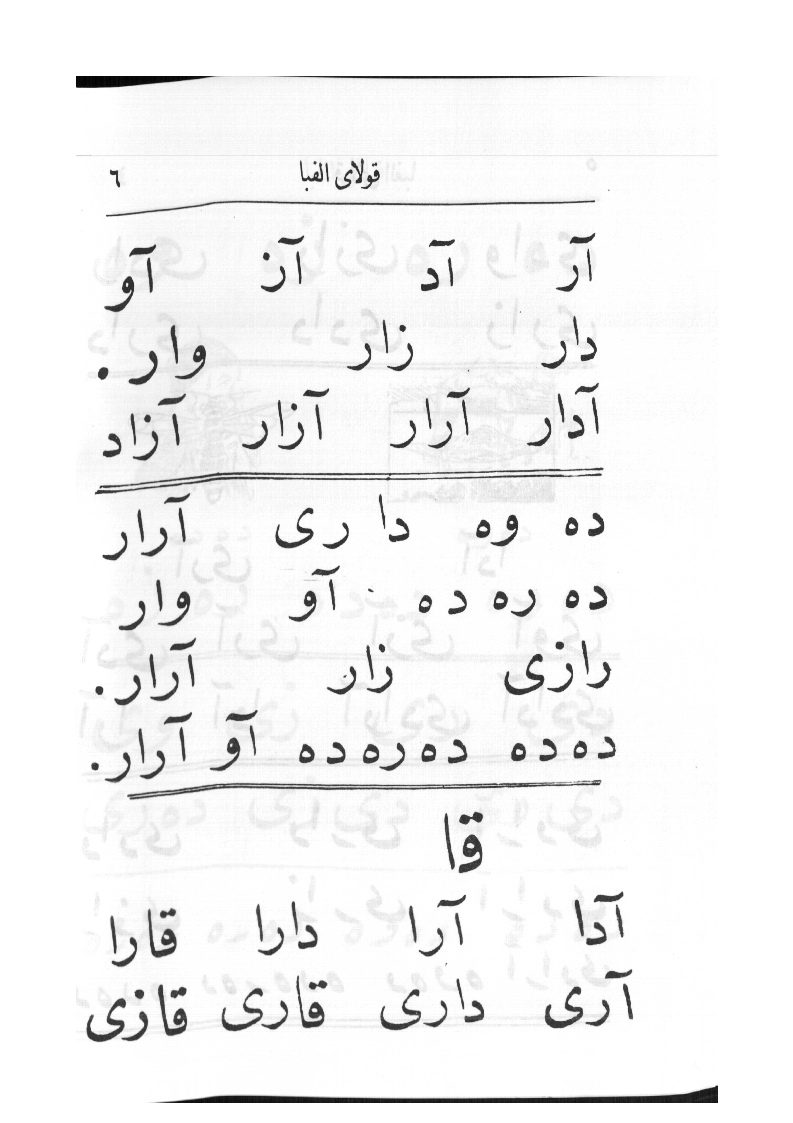 قولای الفبا ٦
آر آد آز آو
دار زار وار .
آدار آرار آزار آزاد
ده وه دا ری آرار
ده ره ده آو وار
رازی زار آرار .
ده ده ده ره ده آو آرار .
قا
آدا آرا دارا قارا
آری داری قاری قازی